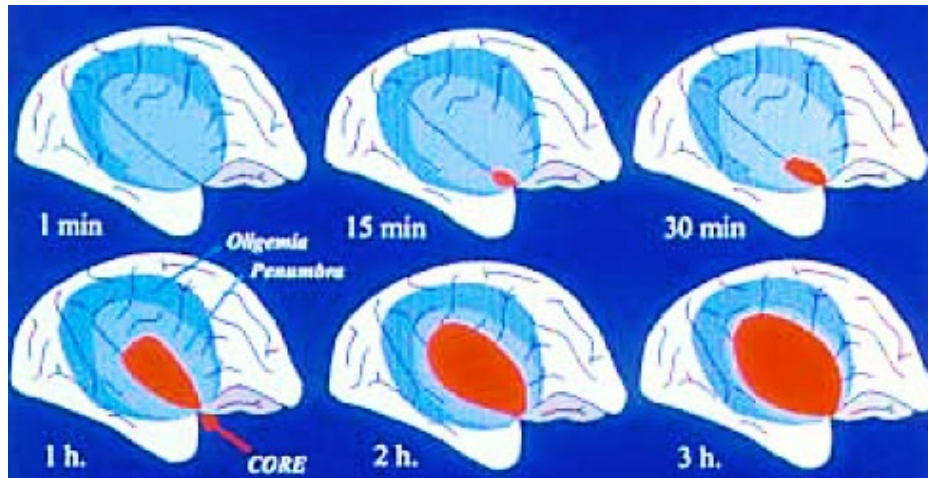 1 min
15 min
30 min
Oligemia
Penumbra
1 h.
CORE
2 h.
3 h.